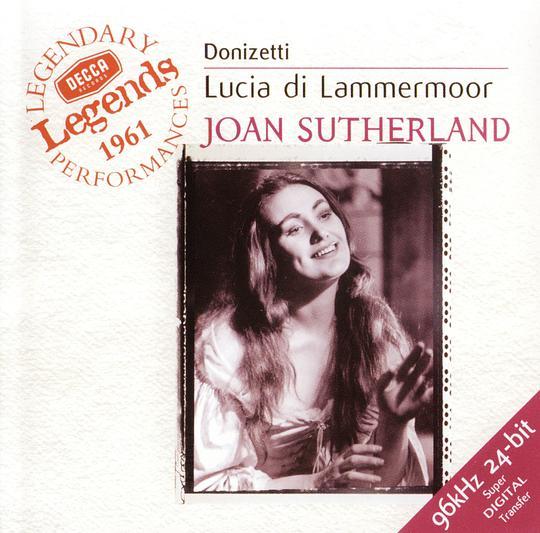 LEGENDARY
DECCA
RECORDS
Legends
1961
PERFORMANCES
Donizetti
Lucia di Lammermoor
JOAN SUTHERLAND
96kHz 24-bit
Super
DIGITAL
Transfer